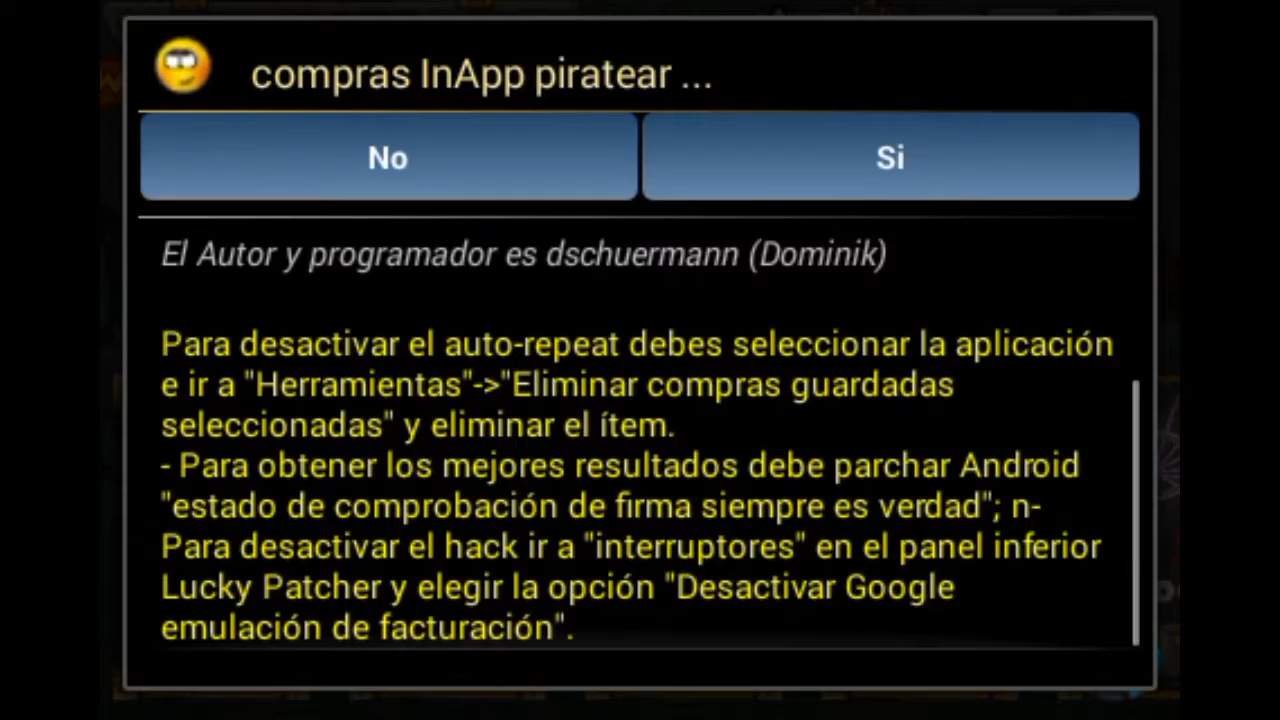 compras InApp piratear ...
No
Si
El Autor y programador es dschuermann (Dominik)
Para desactivar el auto-repeat debes seleccionar la aplicación
e ir a "Herramientas"->"Eliminar compras guardadas
seleccionadas" y eliminar el ítem.
- Para obtener los mejores resultados debe parchar Android
"estado de comprobación de firma siempre es verdad"; n-
Para desactivar el hack ir a "interruptores" en el panel inferior
Lucky Patcher y elegir la opción "Desactivar Google
emulación de facturación".